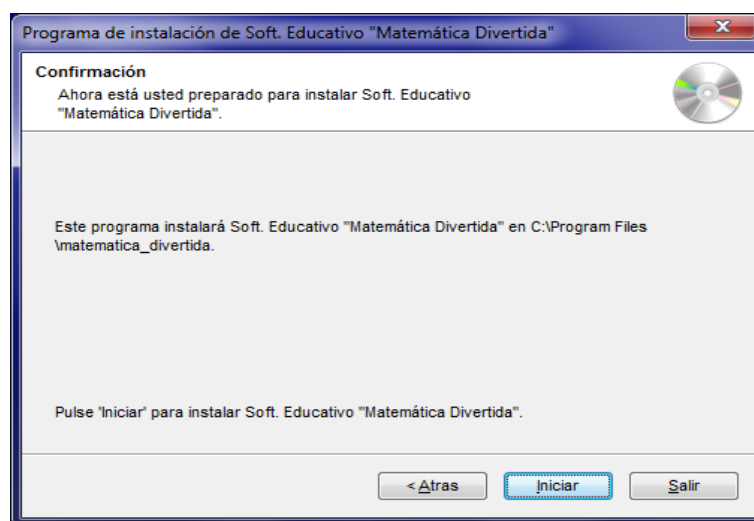 Programa de instalación de Soft. Educativo "Matemática Divertida"
Confirmación
Ahora está usted preparado para instalar Soft. Educativo
"Matemática Divertida".
Este programa instalará Soft. Educativo "Matemática Divertida" en C:\Program Files
\matematica_divertida.
Pulse 'Iniciar' para instalar Soft. Educativo "Matemática Divertida".
< Atras
Iniciar
Salir